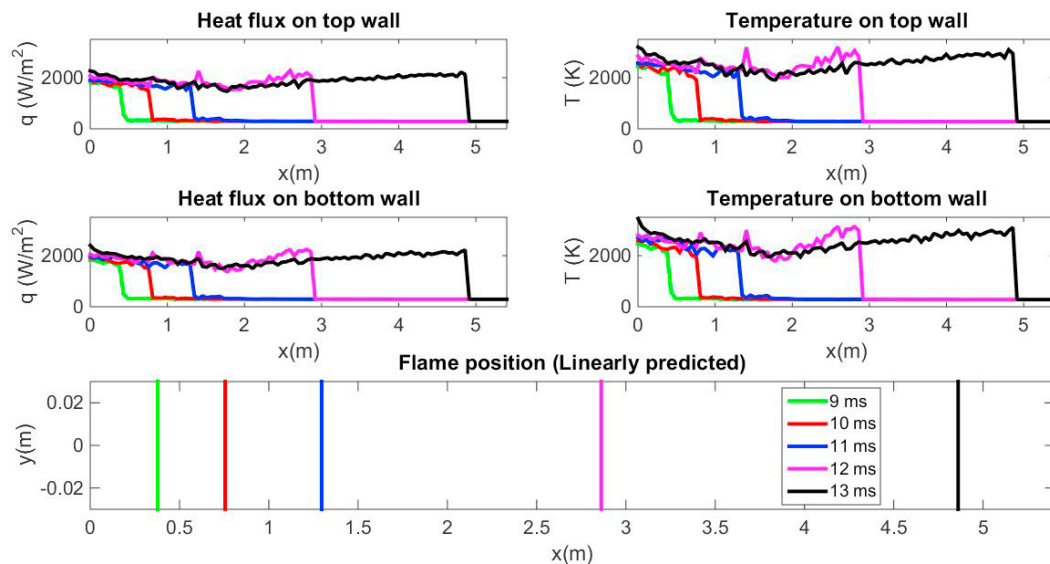 Heat flux on top wall
q (W/m²)
2000
0
0 1 2 3 4 5
x(m)
Temperature on top wall
T (K)
2000
0
0 1 2 3 4 5
x(m)
Heat flux on bottom wall
q (W/m²)
2000
0
0 1 2 3 4 5
x(m)
Temperature on bottom wall
T (K)
2000
0
0 1 2 3 4 5
x(m)
Flame position (Linearly predicted)
y(m)
0.02
0
-0.02
0 0.5 1 1.5 2 2.5 3 3.5 4 4.5 5
x(m)
9 ms
10 ms
11 ms
12 ms
13 ms